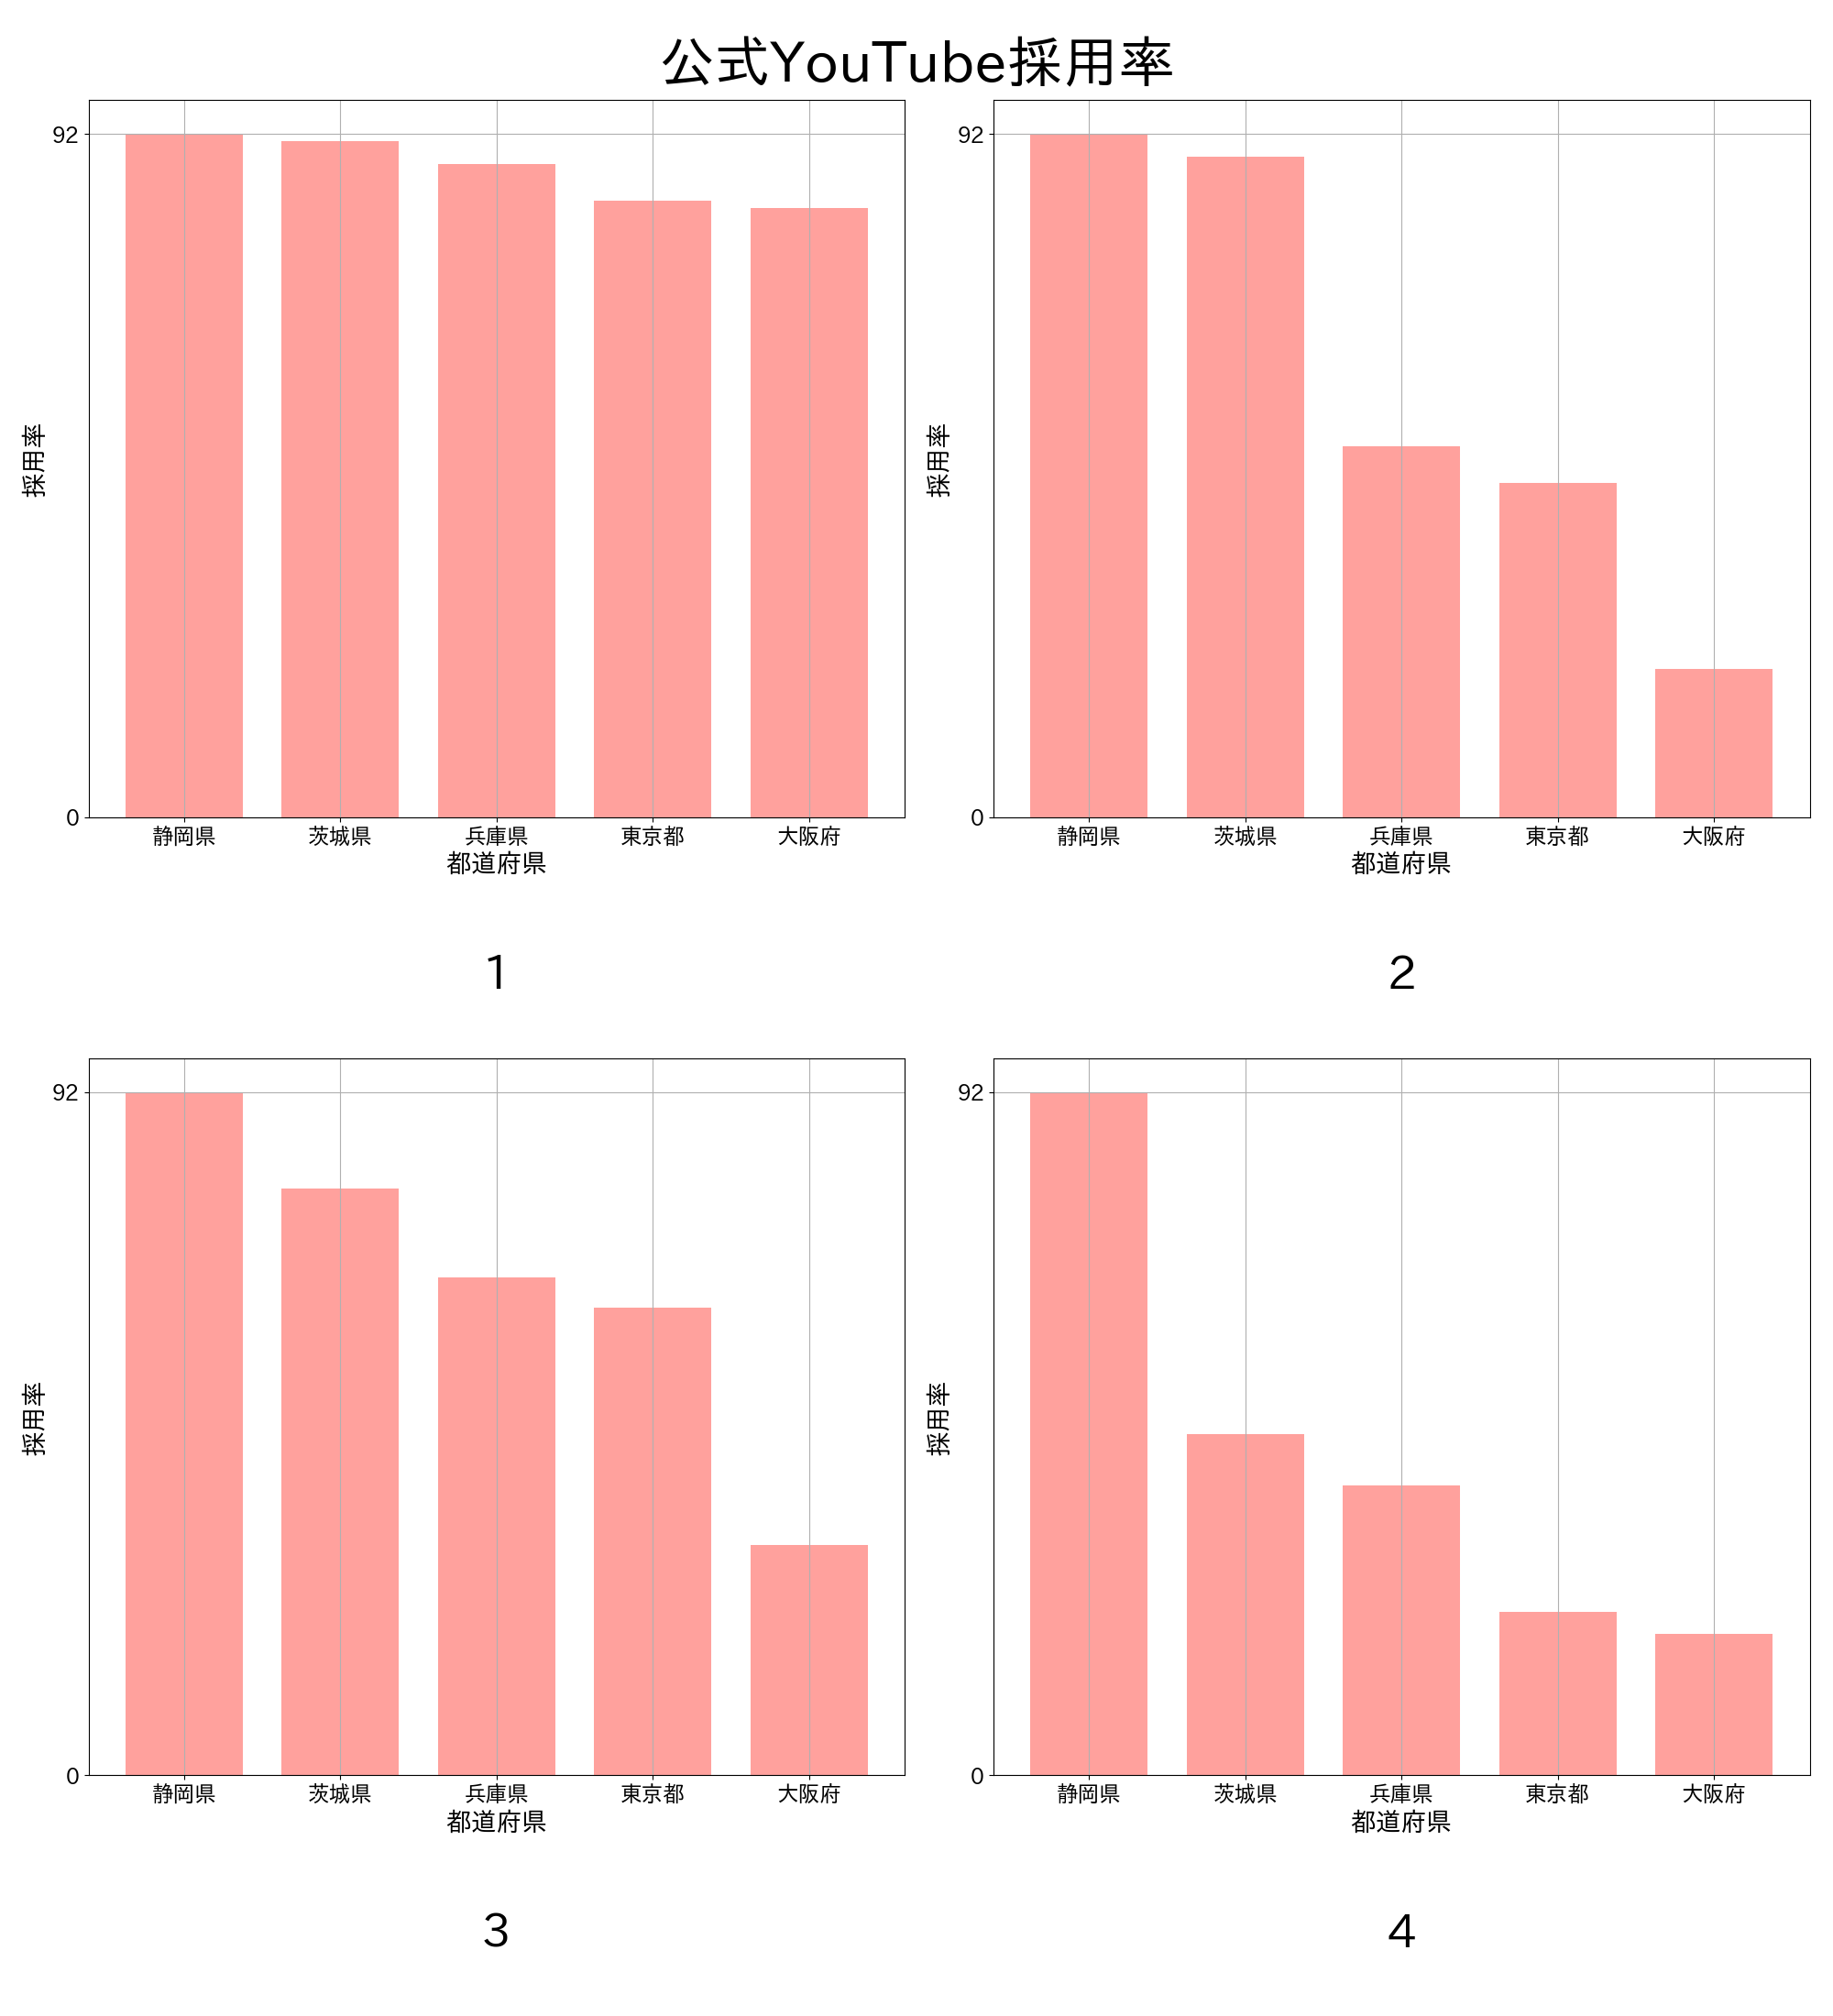 公式YouTube採用率
92
採用率
0
静岡県 茨城県 兵庫県 東京都 大阪府
都道府県
1
92
採用率
0
静岡県 茨城県 兵庫県 東京都 大阪府
都道府県
2
92
採用率
0
静岡県 茨城県 兵庫県 東京都 大阪府
都道府県
3
92
採用率
0
静岡県 茨城県 兵庫県 東京都 大阪府
都道府県
4